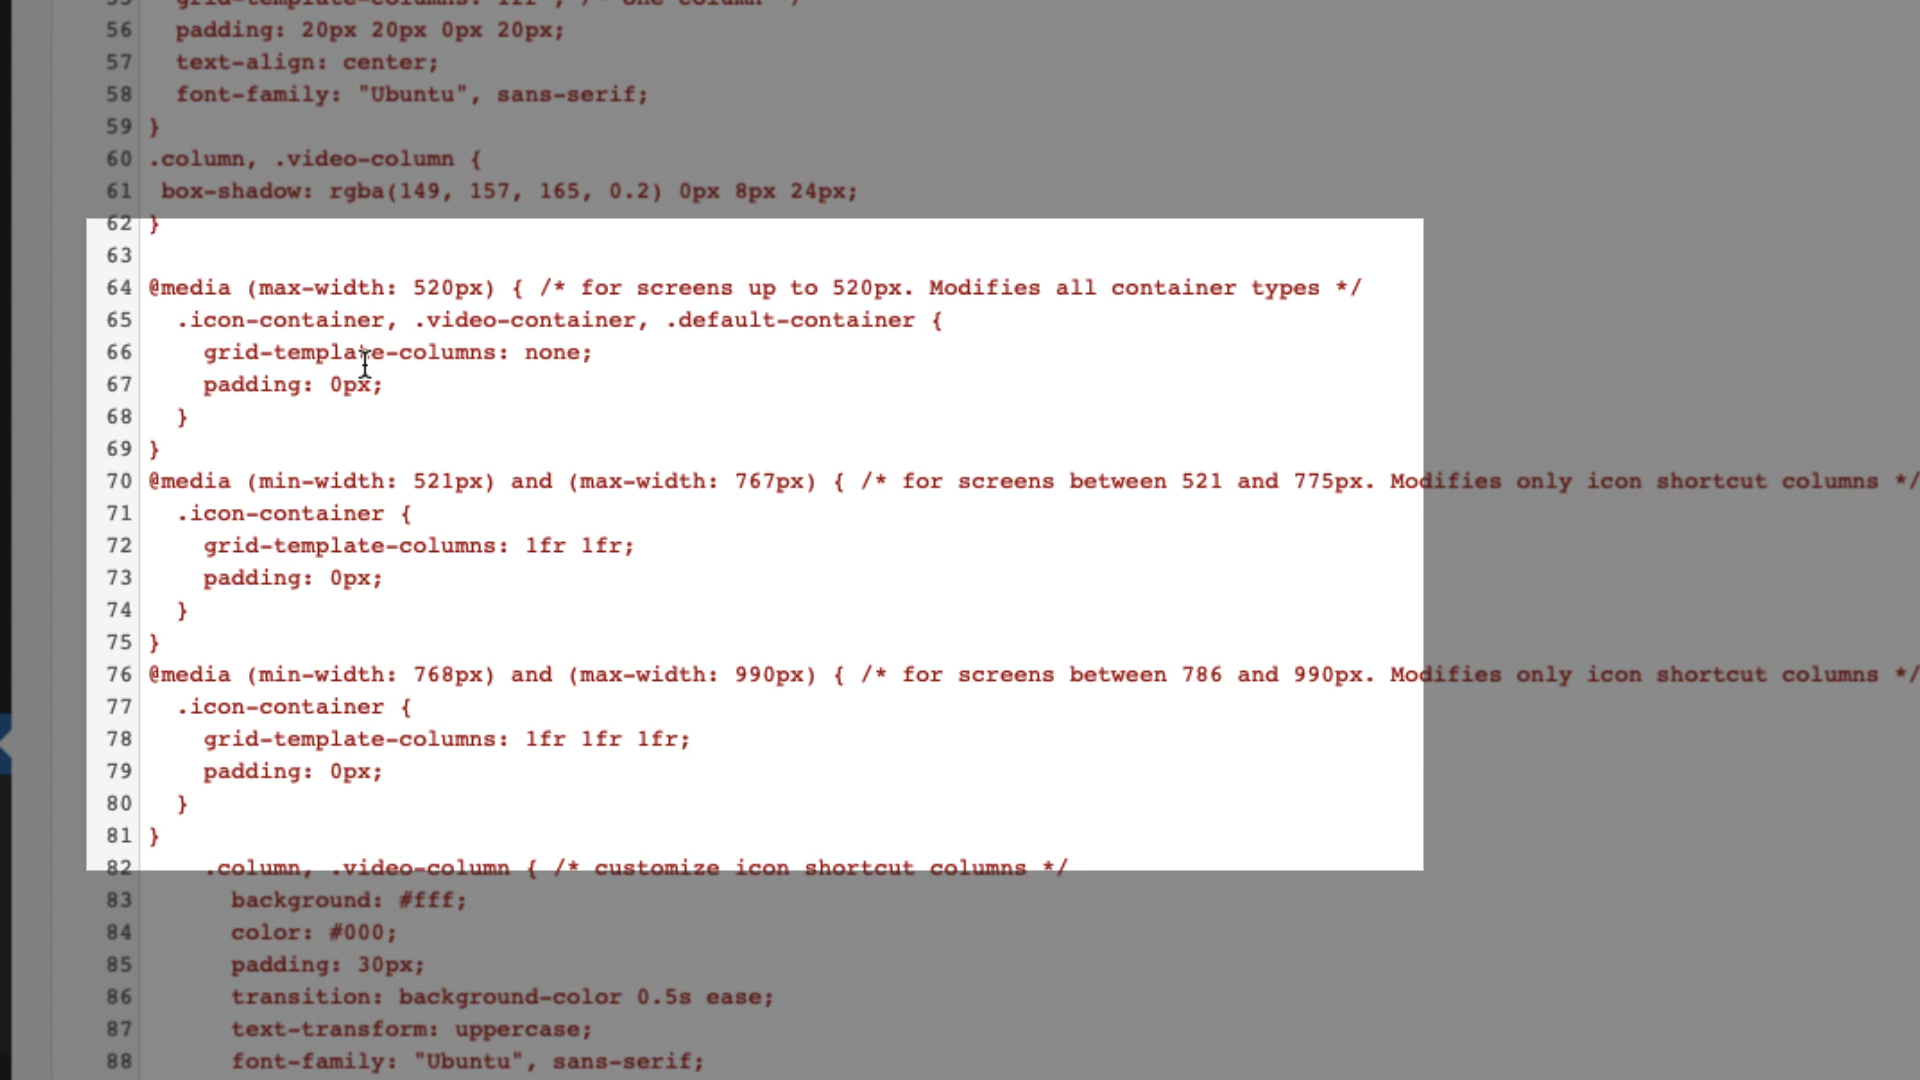 55 grid-template-columns: 1fr ; /* one column */
56 padding: 20px 20px 0px 20px;
57 text-align: center;
58 font-family: "Ubuntu", sans-serif;
59 }
60 .column, .video-column {
61 box-shadow: rgba(149, 157, 165, 0.2) 0px 8px 24px;
62 }
63
64 @media (max-width: 520px) { /* for screens up to 520px. Modifies all container types */
65 .icon-container, .video-container, .default-container {
66 grid-template-columns: none;
67 padding: 0px;
68 }
69 }
70 @media (min-width: 521px) and (max-width: 767px) { /* for screens between 521 and 775px. Modifies only icon shortcut columns */
71 .icon-container {
72 grid-template-columns: 1fr 1fr;
73 padding: 0px;
74 }
75 }
76 @media (min-width: 768px) and (max-width: 990px) { /* for screens between 786 and 990px. Modifies only icon shortcut columns */
77 .icon-container {
78 grid-template-columns: 1fr 1fr 1fr;
79 padding: 0px;
80 }
81 }
82 .column, .video-column { /* customize icon shortcut columns */
83 background: #fff;
84 color: #000;
85 padding: 30px;
86 transition: background-color 0.5s ease;
87 text-transform: uppercase;
88 font-family: "Ubuntu", sans-serif;